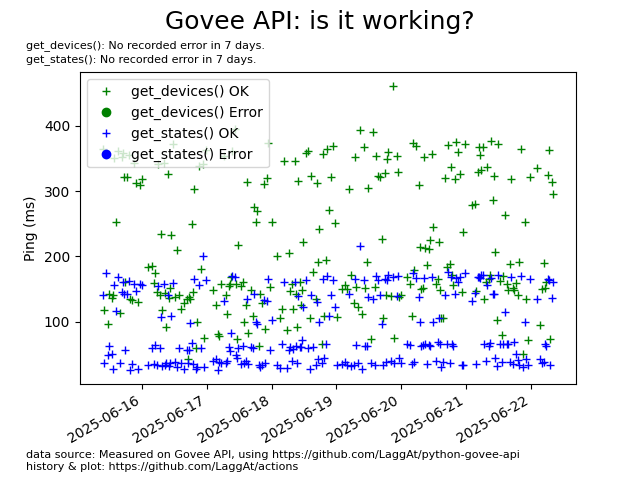 Govee API: is it working?
get_devices(): No recorded error in 7 days.
get_states(): No recorded error in 7 days.
get_devices() OK
get_devices() Error
get_states() OK
get_states() Error
Ping (ms)
400
300
200
100
2025-06-16
2025-06-17
2025-06-18
2025-06-19
2025-06-20
2025-06-21
2025-06-22
data source: Measured on Govee API, using https://github.com/LaggAt/python-govee-api
history & plot: https://github.com/LaggAt/actions